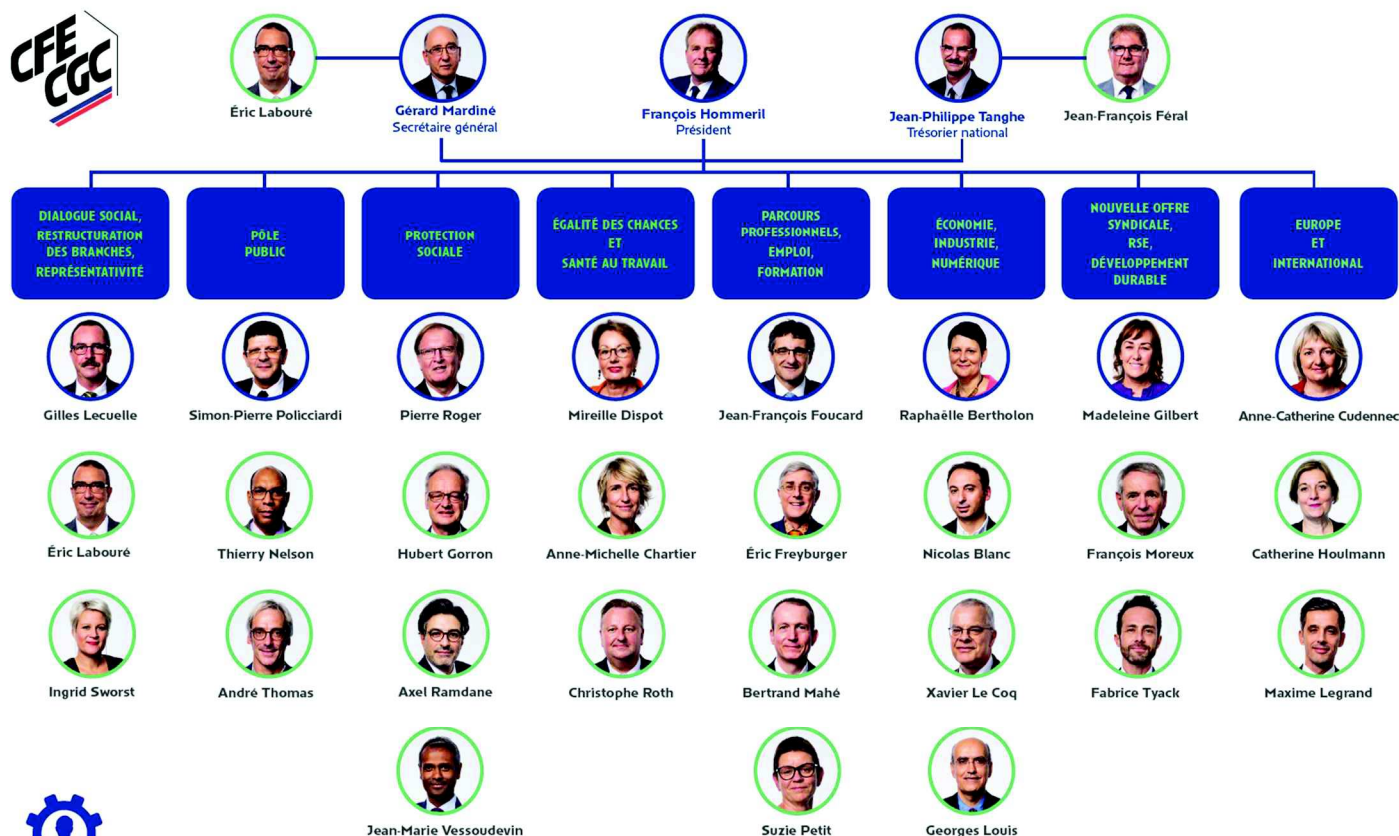 CFE
CGC
Éric Labouré
Gérard Mardiné
Secrétaire général
François Hommeril
Président
Jean-Philippe Tanghe
Trésorier national
Jean-François Féral
DIALOGUE SOCIAL,
RESTRUCTURATION
DES BRANCHES,
REPRÉSENTATIVITÉ
PÔLE
PUBLIC
PROTECTION
SOCIALE
ÉGALITÉ DES CHANCES
ET
SANTÉ AU TRAVAIL
PARCOURS
PROFESSIONNELS,
EMPLOI,
FORMATION
ÉCONOMIE,
INDUSTRIE,
NUMÉRIQUE
NOUVELLE OFFRE
SYNDICALE,
RSE,
DÉVELOPPEMENT
DURABLE
EUROPE
ET
INTERNATIONAL
Gilles Lecuelle
Simon-Pierre Policciardi
Pierre Roger
Mireille Dispot
Jean-François Foucard
Raphaëlle Bertholon
Madeleine Gilbert
Anne-Catherine Cudennec
Éric Labouré
Thierry Nelson
Hubert Gorron
Anne-Michelle Chartier
Éric Freyburger
Nicolas Blanc
François Moreux
Catherine Houlmann
Ingrid Sworst
André Thomas
Axel Ramdane
Christophe Roth
Bertrand Mahé
Xavier Le Coq
Fabrice Tyack
Maxime Legrand
Jean-Marie Vessoudevin
Suzie Petit
Georges Louis